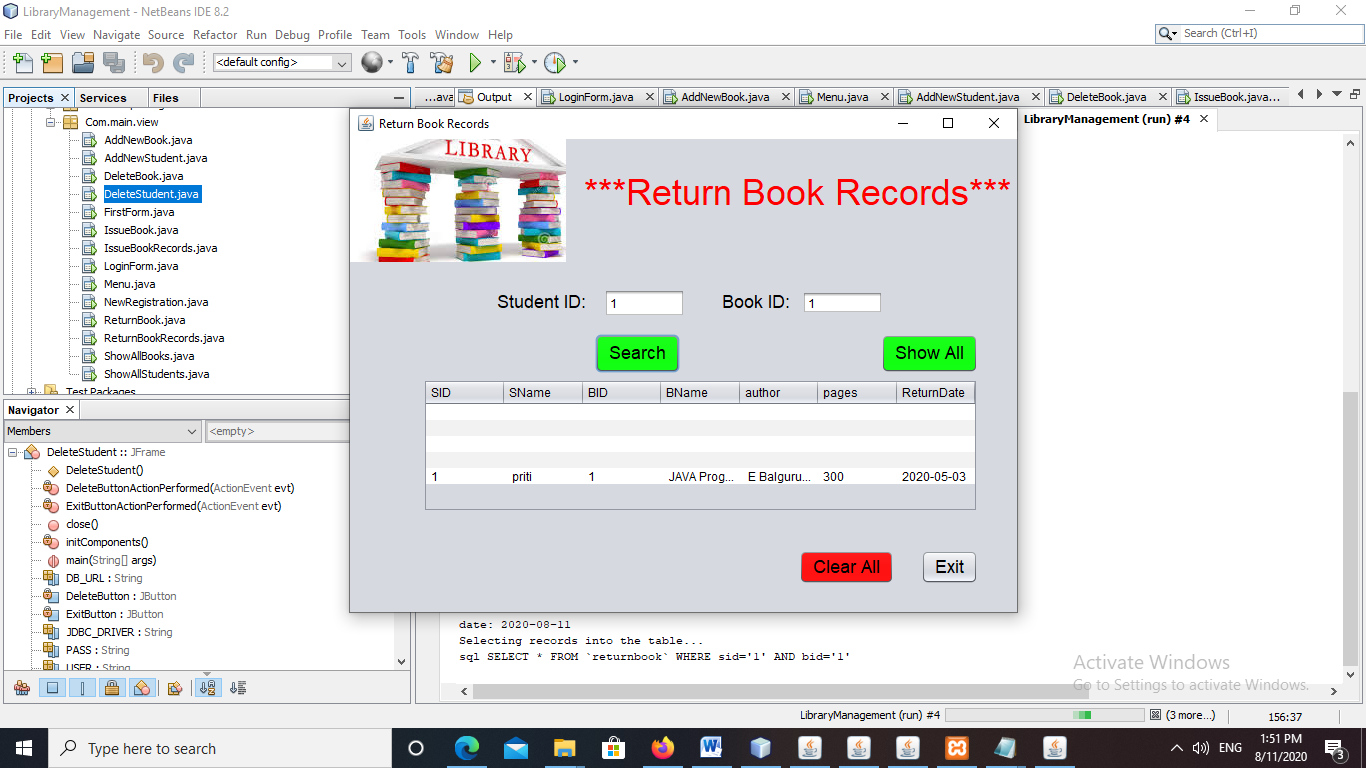 LibraryManagement - NetBeans IDE 8.2
File Edit View Navigate Source Refactor Run Debug Profile Team Tools Window Help
Search (Ctrl+I)
<default config>
Projects Services Files
...ava Output LoginForm.java AddNewBook.java Menu.java AddNewStudent.java DeleteBook.java IssueBook.java...
LibraryManagement (run) #4
Com.main.view
AddNewBook.java
AddNewStudent.java
DeleteBook.java
DeleteStudent.java
FirstForm.java
IssueBook.java
IssueBookRecords.java
LoginForm.java
Menu.java
NewRegistration.java
ReturnBook.java
ReturnBookRecords.java
ShowAllBooks.java
ShowAllStudents.java
Test Packages
Navigator
Members <empty>
DeleteStudent :: JFrame
DeleteStudent()
DeleteButtonActionPerformed(ActionEvent evt)
ExitButtonActionPerformed(ActionEvent evt)
close()
initComponents()
main(String[] args)
DB_URL : String
DeleteButton : JButton
ExitButton : JButton
JDBC_DRIVER : String
PASS : String
USER : String
Return Book Records
LIBRARY
***Return Book Records***
Student ID: 1 Book ID: 1
Search Show All
SID SName BID BName author pages ReturnDate
1 priti 1 JAVA Prog... E Balguru... 300 2020-05-03
Clear All Exit
date: 2020-08-11
Selecting records into the table...
sql SELECT * FROM `returnbook` WHERE sid='1' AND bid='1'
Activate Windows
Go to Settings to activate Windows.
LibraryManagement (run) #4 (3 more...) 156:37
Type here to search
ENG
1:51 PM
8/11/2020
3